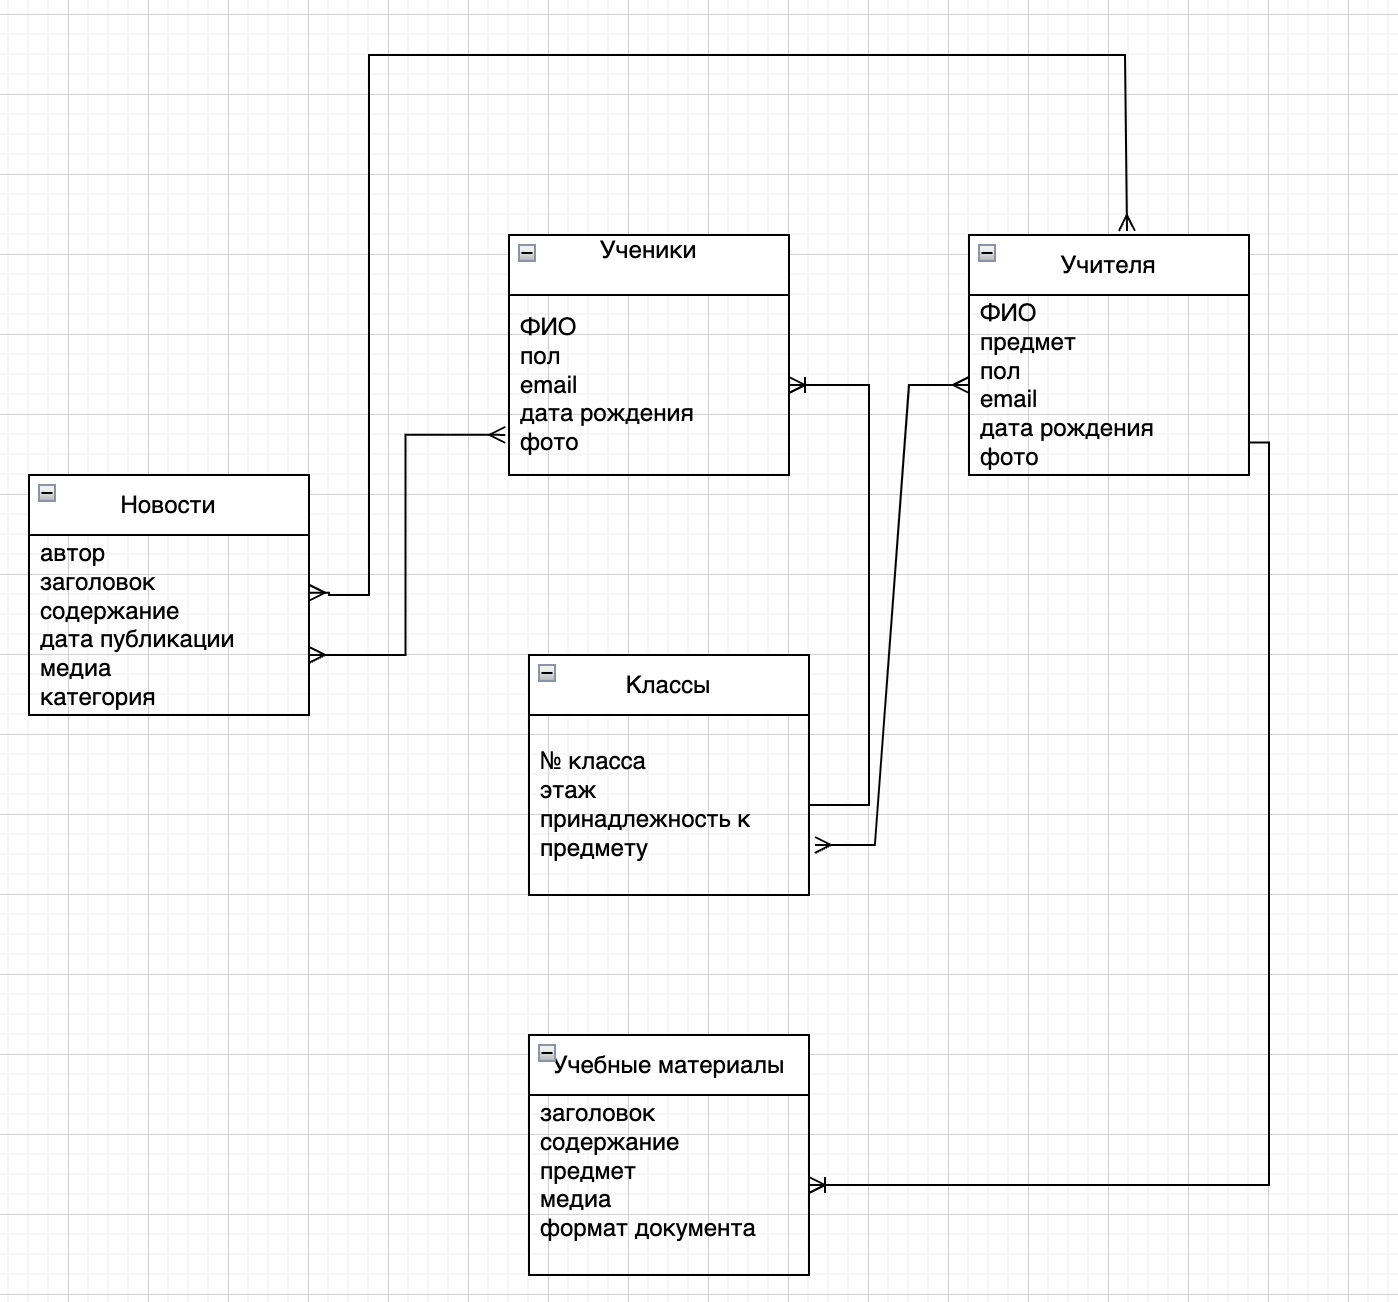 Ученики
ФИО
пол
email
дата рождения
фото
Учителя
ФИО
предмет
пол
email
дата рождения
фото
Новости
автор
заголовок
содержание
дата публикации
медиа
категория
Классы
№ класса
этаж
принадлежность к
предмету
Учебные материалы
заголовок
содержание
предмет
медиа
формат документа